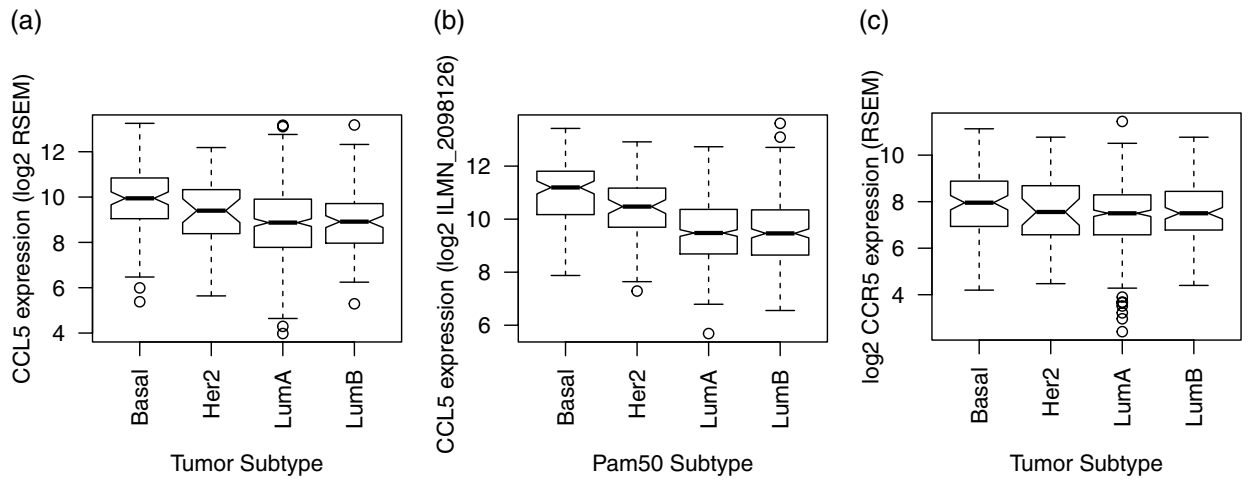 (a)
CCL5 expression (log2 RSEM)
12
10
8
6
4
Basal
Her2
LumA
LumB
Tumor Subtype
(b)
CCL5 expression (log2 ILMN_2098126)
12
10
8
6
Basal
Her2
LumA
LumB
Pam50 Subtype
(c)
log2 CCR5 expression (RSEM)
10
8
6
4
Basal
Her2
LumA
LumB
Tumor Subtype